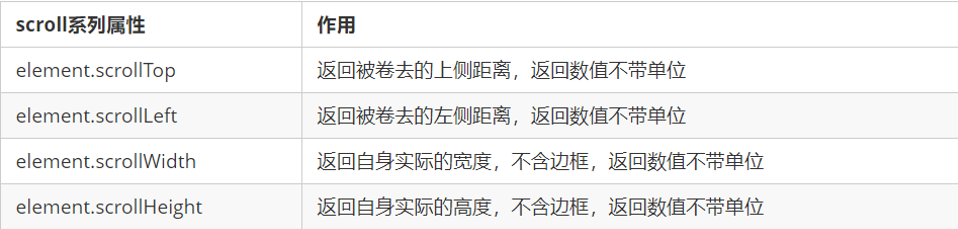 scroll系列属性 作用
element.scrollTop 返回被卷去的上侧距离，返回数值不带单位
element.scrollLeft 返回被卷去的左侧距离，返回数值不带单位
element.scrollWidth 返回自身实际的宽度，不含边框，返回数值不带单位
element.scrollHeight 返回自身实际的高度，不含边框，返回数值不带单位